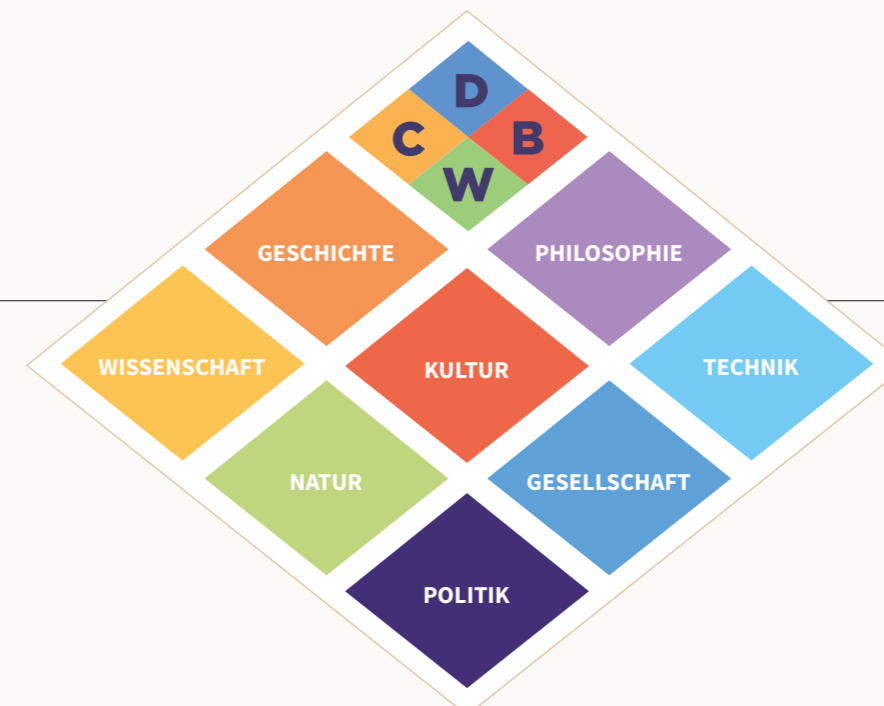 D
C B
W
GESCHICHTE PHILOSOPHIE
WISSENSCHAFT KULTUR TECHNIK
NATUR GESELLSCHAFT
POLITIK